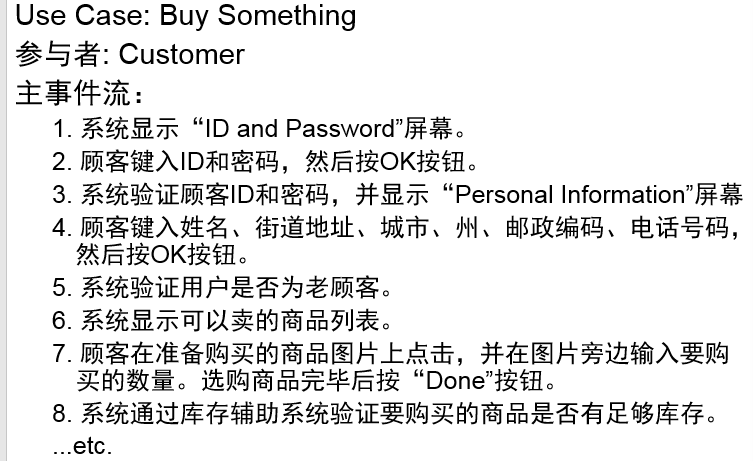 Use Case: Buy Something
参与者: Customer
主事件流：
1. 系统显示“ID and Password”屏幕。
2. 顾客键入ID和密码，然后按OK按钮。
3. 系统验证顾客ID和密码，并显示“Personal Information”屏幕
4. 顾客键入姓名、街道地址、城市、州、邮政编码、电话号码，
然后按OK按钮。
5. 系统验证用户是否为老顾客。
6. 系统显示可以卖的商品列表。
7. 顾客在准备购买的商品图片上点击，并在图片旁边输入要购
买的数量。选购商品完毕后按“Done”按钮。
8. 系统通过库存辅助系统验证要购买的商品是否有足够库存。
...etc.